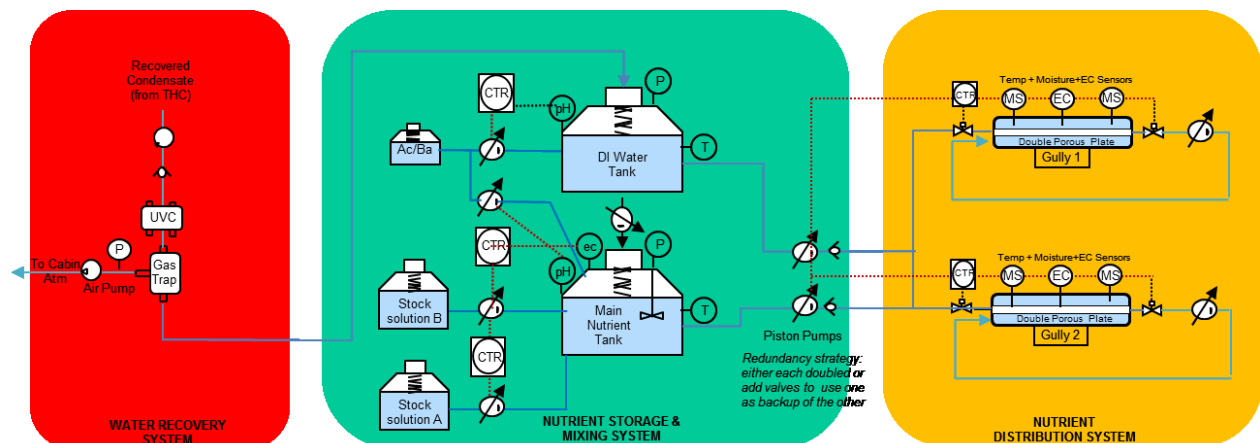 Recovered
Condensate
(from THC)
UVC
P
Gas
Trap
To Cabin
Atm
Air Pump
WATER RECOVERY
SYSTEM
CTR
pH
P
Ac/Ba
DI Water
Tank
T
CTR
ec
P
pH
Stock
solution B
Main
Nutrient
Tank
T
CTR
Stock
solution A
Piston Pumps
Redundancy strategy:
either each doubled or
add valves to use one
as backup of the other
NUTRIENT STORAGE &
MIXING SYSTEM
Temp + Moisture+EC Sensors
CTR
MS
EC
MS
Double Porous Plate
Gully 1
Temp + Moisture+EC Sensors
CTR
MS
EC
MS
Double Porous Plate
Gully 2
NUTRIENT
DISTRIBUTION SYSTEM